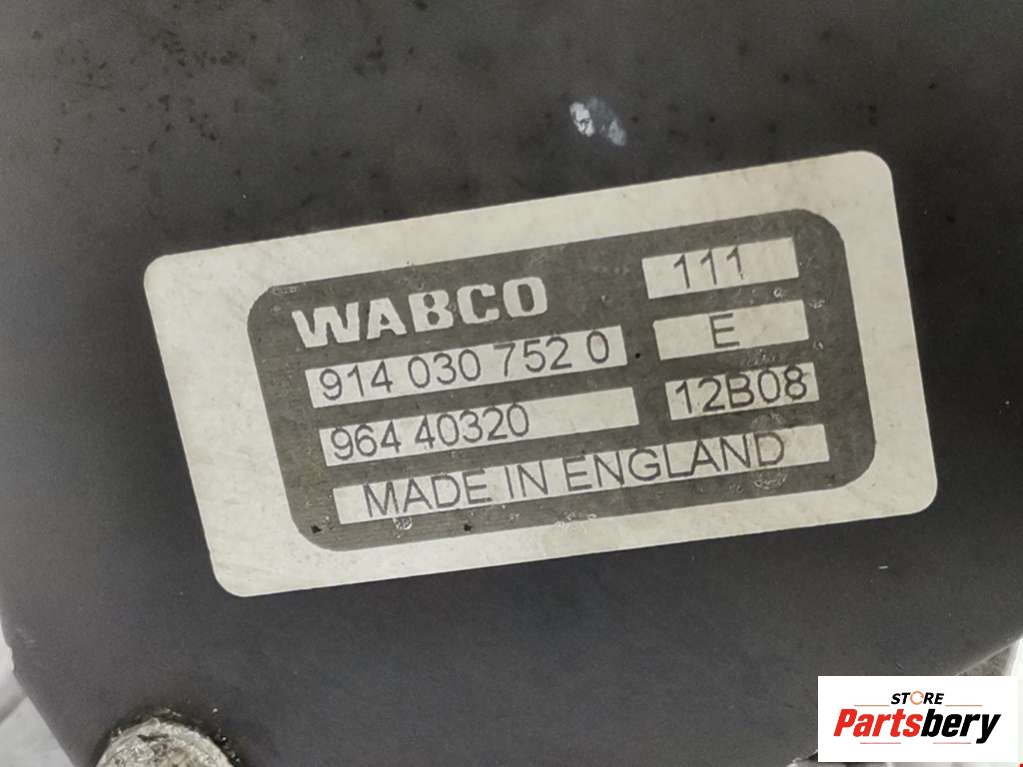 WABCO
111
914 030 752 0
E
964 40320
12B08
MADE IN ENGLAND
STORE
Partsbery